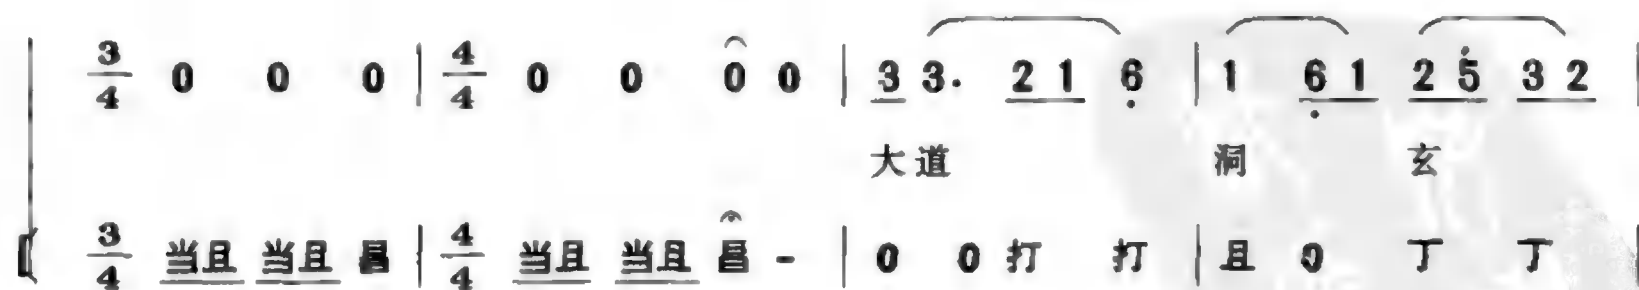 3/4 0 0 0 | 4/4 0 0 0 0 | 3 3. 2 1 6 | 1 6 1 2 5 3 2 |
大道 洞 玄
3/4 当且 当且 昌 | 4/4 当且 当且 昌 - | 0 0 打 打 | 且 0 丁 丁 |